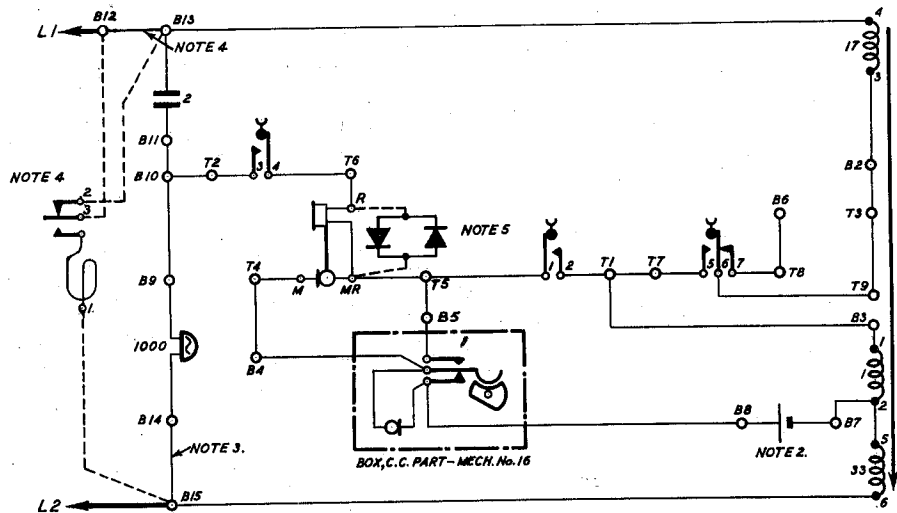 4
L1 B12 B13
NOTE 4
17
3
2
B11
B10 T2 3 4 T6
R
NOTE 4
2
3
NOTE 5
B2
T3
B6
B9
T4 M MR T5
1 2 T1 T7 5 6 7 T8
T9
1
B5
B3
1000
B4
1
1
2
B14
B8 B7
5
NOTE 3.
NOTE 2.
33
BOX, C.C. PART-MECH. No. 16
L2 B15
6